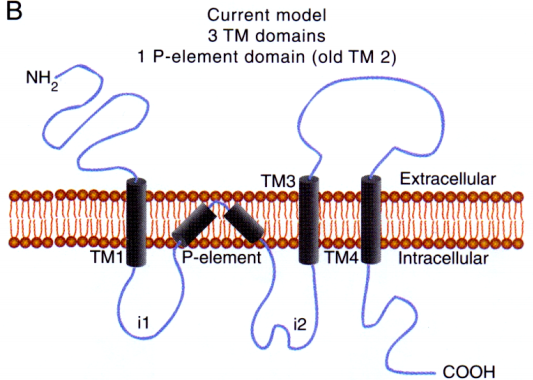 B
Current model
3 TM domains
1 P-element domain (old TM 2)
NH2
TM3
Extracellular
TM1
P-element
TM4
Intracellular
i1
i2
COOH